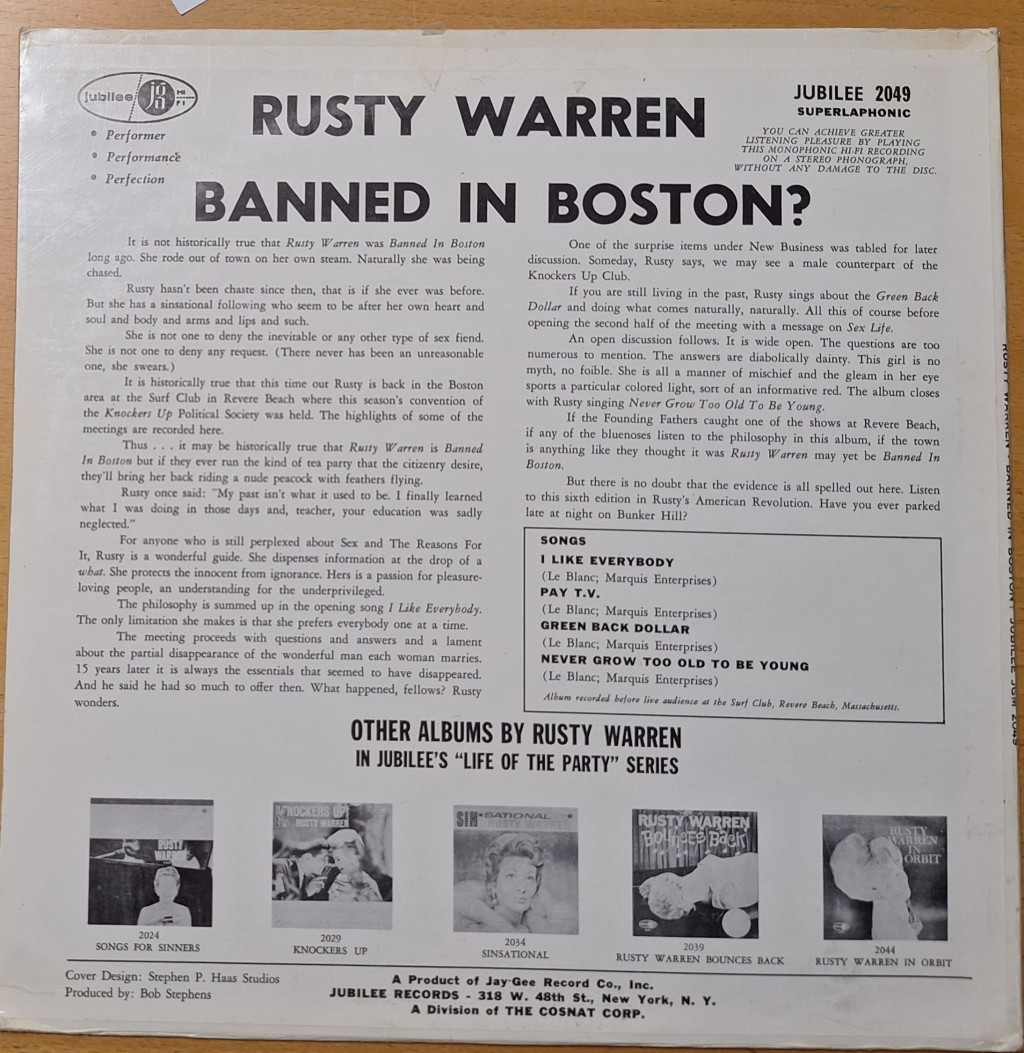 jubilee jg HI FI
• Performer
• Performance
• Perfection
RUSTY WARREN
BANNED IN BOSTON?
JUBILEE 2049
SUPERLAPHONIC
YOU CAN ACHIEVE GREATER
LISTENING PLEASURE BY PLAYING
THIS MONOPHONIC HI-FI RECORDING
ON A STEREO PHONOGRAPH,
WITHOUT ANY DAMAGE TO THE DISC.
It is not historically true that Rusty Warren was Banned In Boston
long ago. She rode out of town on her own steam. Naturally she was being
chased.
Rusty hasn't been chaste since then, that is if she ever was before.
But she has a sinsational following who seem to be after her own heart and
soul and body and arms and lips and such.
She is not one to deny the inevitable or any other type of sex fiend.
She is not one to deny any request. (There never has been an unreasonable
one, she swears.)
It is historically true that this time out Rusty is back in the Boston
area at the Surf Club in Revere Beach where this season's convention of
the Knockers Up Political Society was held. The highlights of some of the
meetings are recorded here.
Thus . . . it may be historically true that Rusty Warren is Banned
In Boston but if they ever run the kind of tea party that the citizenry desire,
they'll bring her back riding a nude peacock with feathers flying.
Rusty once said: "My past isn't what it used to be. I finally learned
what I was doing in those days and, teacher, your education was sadly
neglected."
For anyone who is still perplexed about Sex and The Reasons For
It, Rusty is a wonderful guide. She dispenses information at the drop of a
what. She protects the innocent from ignorance. Hers is a passion for pleasure-
loving people, an understanding for the underprivileged.
The philosophy is summed up in the opening song I Like Everybody.
The only limitation she makes is that she prefers everybody one at a time.
The meeting proceeds with questions and answers and a lament
about the partial disappearance of the wonderful man each woman marries.
15 years later it is always the essentials that seemed to have disappeared.
And he said he had so much to offer then. What happened, fellows? Rusty
wonders.
One of the surprise items under New Business was tabled for later
discussion. Someday, Rusty says, we may see a male counterpart of the
Knockers Up Club.
If you are still living in the past, Rusty sings about the Green Back
Dollar and doing what comes naturally, naturally. All this of course before
opening the second half of the meeting with a message on Sex Life.
An open discussion follows. It is wide open. The questions are too
numerous to mention. The answers are diabolically dainty. This girl is no
myth, no foible. She is all a manner of mischief and the gleam in her eye
sports a particular colored light, sort of an informative red. The album closes
with Rusty singing Never Grow Too Old To Be Young.
If the Founding Fathers caught one of the shows at Revere Beach,
if any of the bluenoses listen to the philosophy in this album, if the town
is anything like they thought it was Rusty Warren may yet be Banned In
Boston.
But there is no doubt that the evidence is all spelled out here. Listen
to this sixth edition in Rusty's American Revolution. Have you ever parked
late at night on Bunker Hill?
SONGS
I LIKE EVERYBODY
(Le Blanc; Marquis Enterprises)
PAY T.V.
(Le Blanc; Marquis Enterprises)
GREEN BACK DOLLAR
(Le Blanc; Marquis Enterprises)
NEVER GROW TOO OLD TO BE YOUNG
(Le Blanc; Marquis Enterprises)
Album recorded before live audience at the Surf Club, Revere Beach, Massachusetts.
RUSTY WARREN BANNED IN BOSTON? JUBILEE JGM 2049
OTHER ALBUMS BY RUSTY WARREN
IN JUBILEE'S "LIFE OF THE PARTY" SERIES
RUSTY
WARREN
KNOCKERS UP!
RUSTY WARREN
SIN•SATIONAL
RUSTY WARREN
RUSTY WARREN
BOUNCES BACK
RUSTY
WARREN
IN
ORBIT
2024
SONGS FOR SINNERS
2029
KNOCKERS UP
2034
SINSATIONAL
2039
RUSTY WARREN BOUNCES BACK
2044
RUSTY WARREN IN ORBIT
Cover Design: Stephen P. Haas Studios
Produced by: Bob Stephens
A Product of Jay-Gee Record Co., Inc.
JUBILEE RECORDS - 318 W. 48th St., New York, N. Y.
A Division of THE COSNAT CORP.